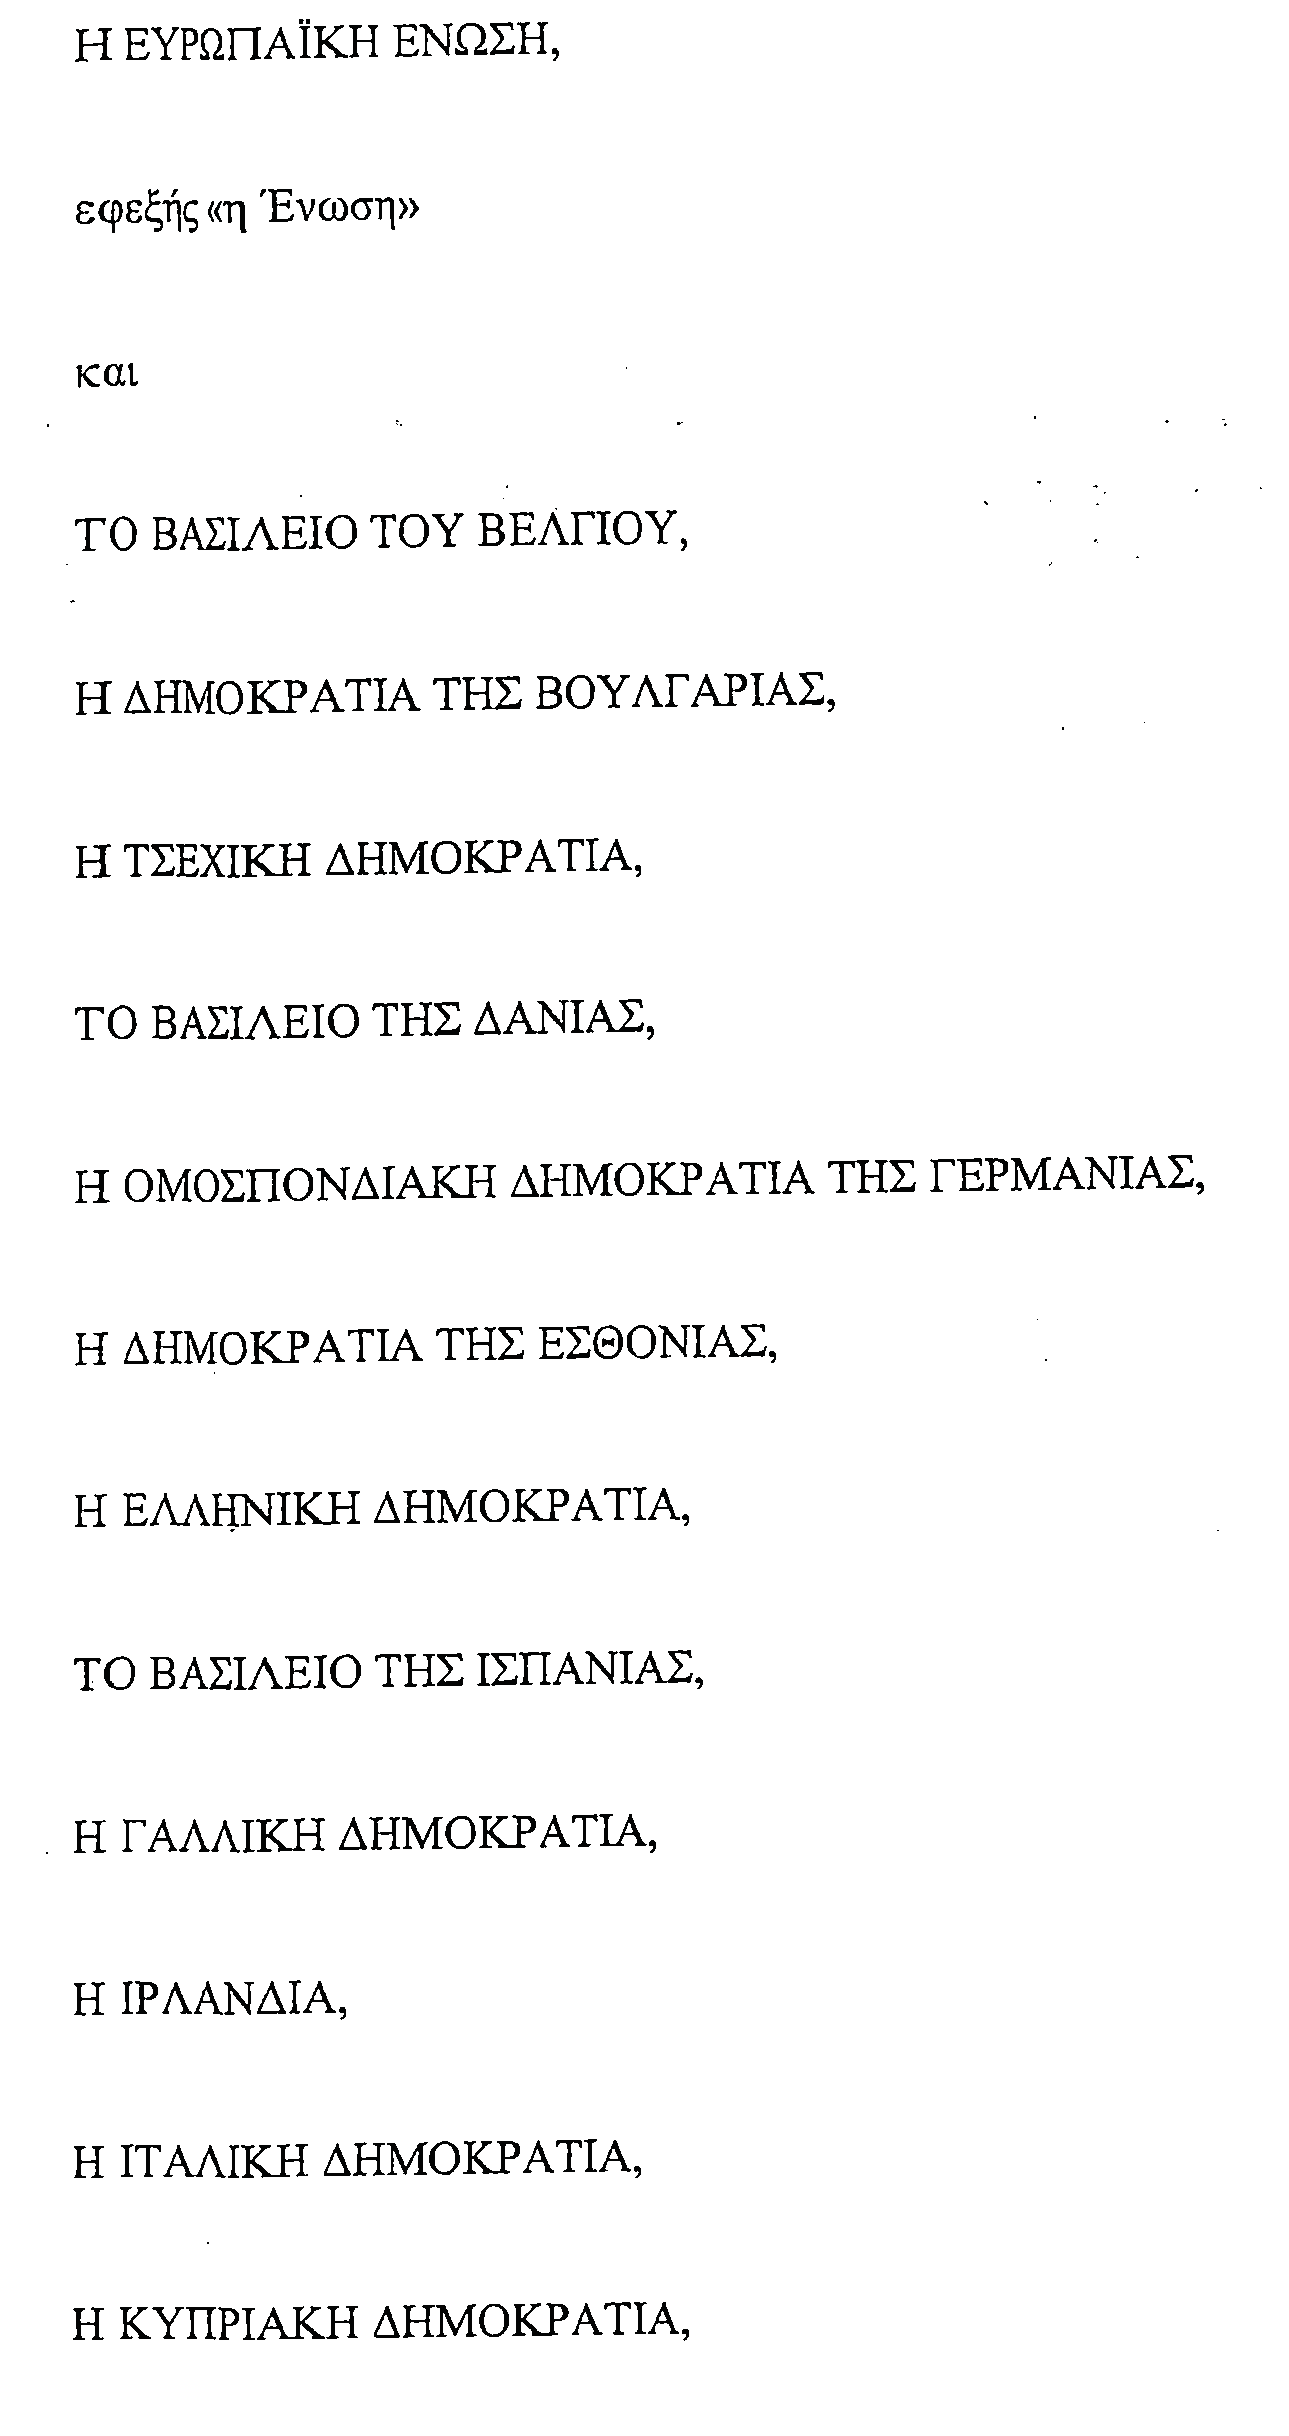 Η ΕΥΡΩΠΑΪΚΗ ΕΝΩΣΗ,
εφεξής «η Ένωση»
και
ΤΟ ΒΑΣΙΛΕΙΟ ΤΟΥ ΒΕΛΓΙΟΥ,
Η ΔΗΜΟΚΡΑΤΙΑ ΤΗΣ ΒΟΥΛΓΑΡΙΑΣ,
Η ΤΣΕΧΙΚΗ ΔΗΜΟΚΡΑΤΙΑ,
ΤΟ ΒΑΣΙΛΕΙΟ ΤΗΣ ΔΑΝΙΑΣ,
Η ΟΜΟΣΠΟΝΔΙΑΚΗ ΔΗΜΟΚΡΑΤΙΑ ΤΗΣ ΓΕΡΜΑΝΙΑΣ,
Η ΔΗΜΟΚΡΑΤΙΑ ΤΗΣ ΕΣΘΟΝΙΑΣ,
Η ΕΛΛΗΝΙΚΗ ΔΗΜΟΚΡΑΤΙΑ,
ΤΟ ΒΑΣΙΛΕΙΟ ΤΗΣ ΙΣΠΑΝΙΑΣ,
Η ΓΑΛΛΙΚΗ ΔΗΜΟΚΡΑΤΙΑ,
Η ΙΡΛΑΝΔΙΑ,
Η ΙΤΑΛΙΚΗ ΔΗΜΟΚΡΑΤΙΑ,
Η ΚΥΠΡΙΑΚΗ ΔΗΜΟΚΡΑΤΙΑ,